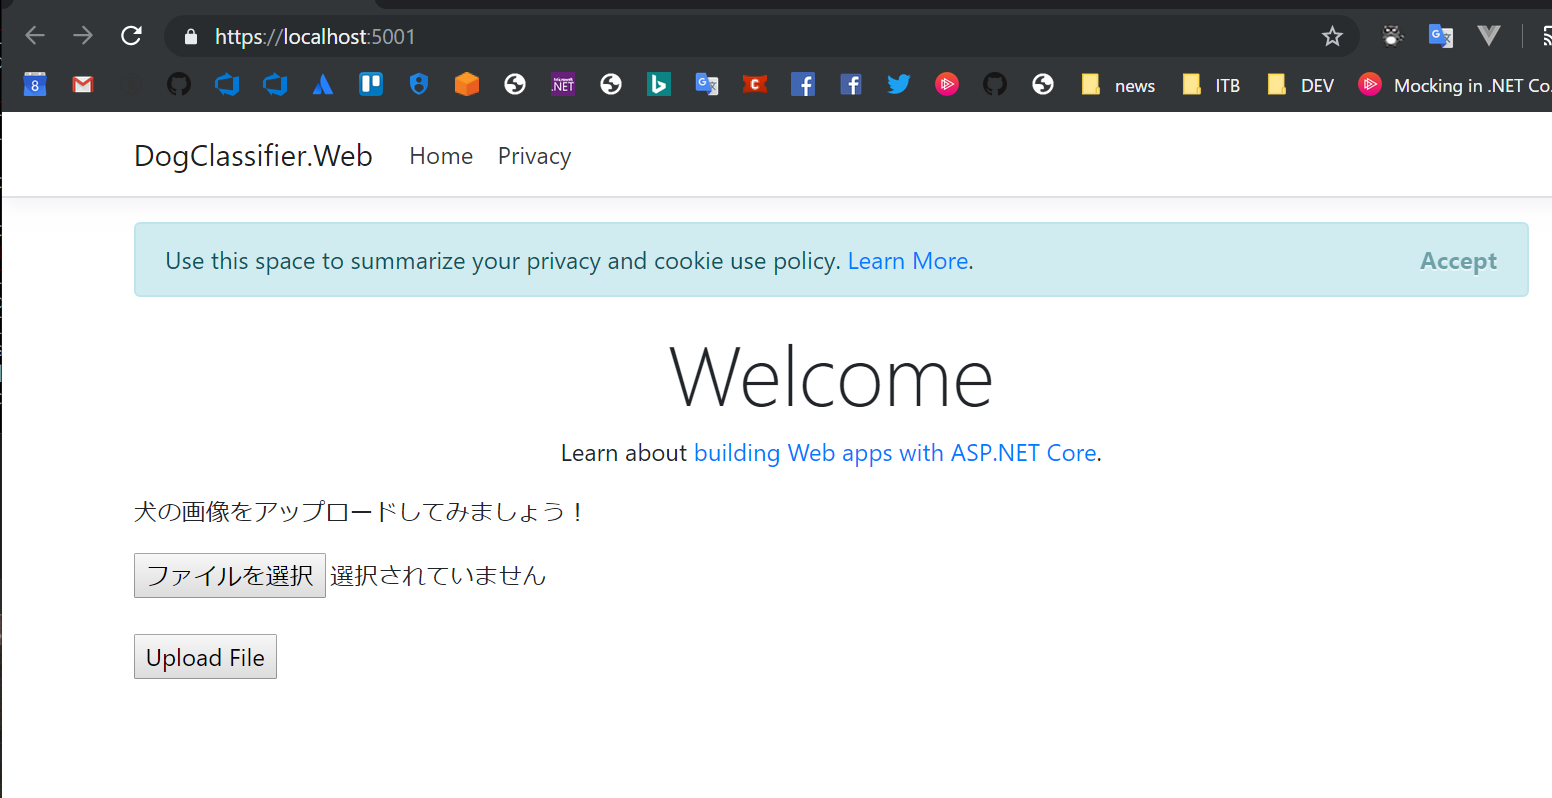 https://localhost:5001
8 .NET news ITB DEV Mocking in .NET Co
DogClassifier.Web Home Privacy
Use this space to summarize your privacy and cookie use policy. Learn More. Accept
Welcome
Learn about building Web apps with ASP.NET Core.
犬の画像をアップロードしてみましょう！
ファイルを選択 選択されていません
Upload File